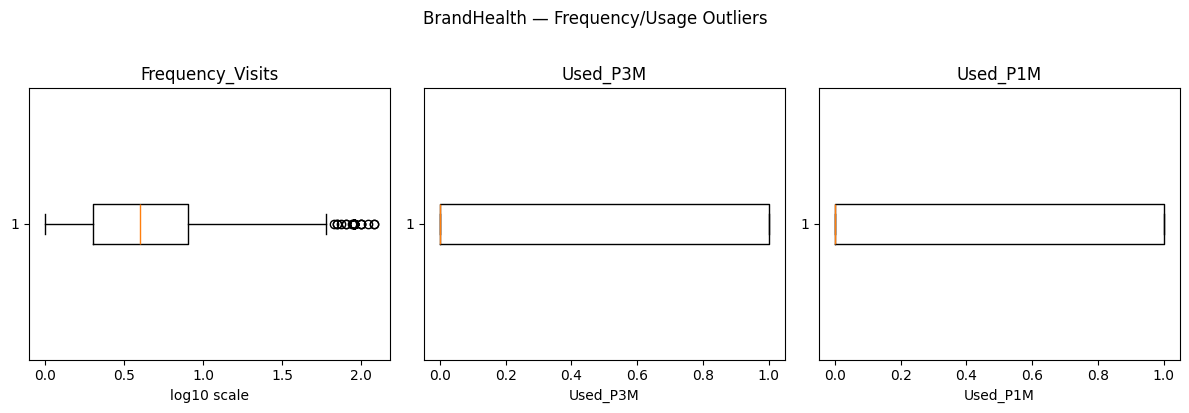 BrandHealth — Frequency/Usage Outliers
Frequency_Visits
1
0.0 0.5 1.0 1.5 2.0
log10 scale
Used_P3M
1
0.0 0.2 0.4 0.6 0.8 1.0
Used_P3M
Used_P1M
1
0.0 0.2 0.4 0.6 0.8 1.0
Used_P1M